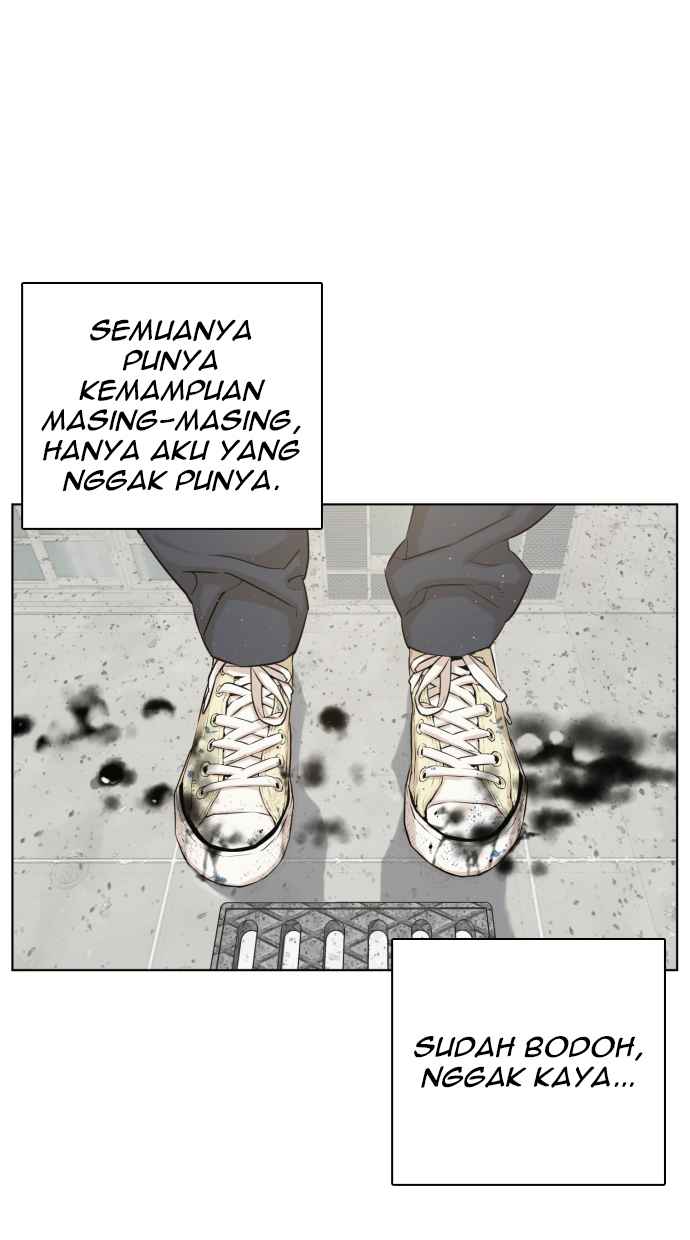 SEMUANYA
PUNYA
KEMAMPUAN
MASING-MASING,
HANYA AKU YANG
NGGAK PUNYA.
SUDAH BODOH,
NGGAK KAYA...